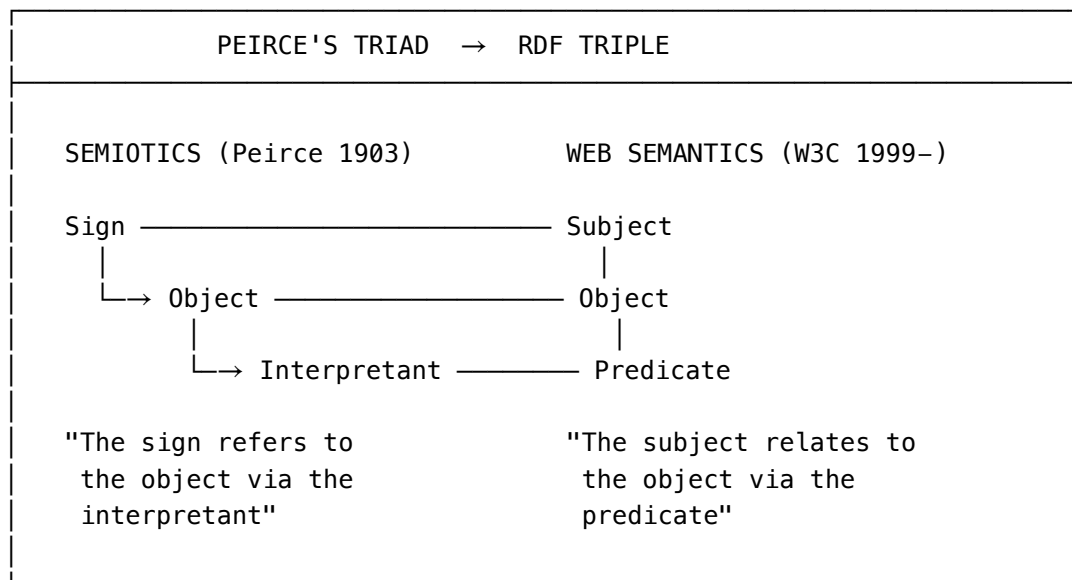 PEIRCE'S TRIAD → RDF TRIPLE
SEMIOTICS (Peirce 1903) WEB SEMANTICS (W3C 1999–)
Sign Subject
Object Object
Interpretant Predicate
"The sign refers to "The subject relates to
the object via the the object via the
interpretant" predicate"